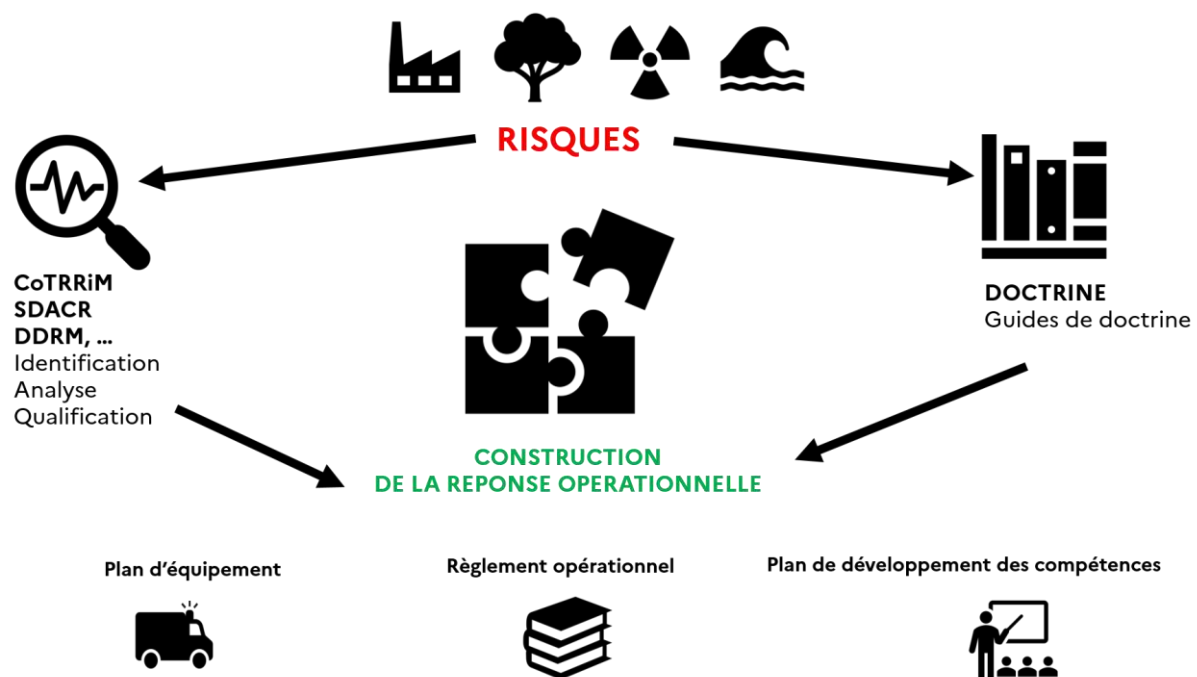 RISQUES
CoTRRiM
SDACR
DDRM, ...
Identification
Analyse
Qualification
DOCTRINE
Guides de doctrine
CONSTRUCTION
DE LA REPONSE OPERATIONNELLE
Plan d'équipement
Règlement opérationnel
Plan de développement des compétences